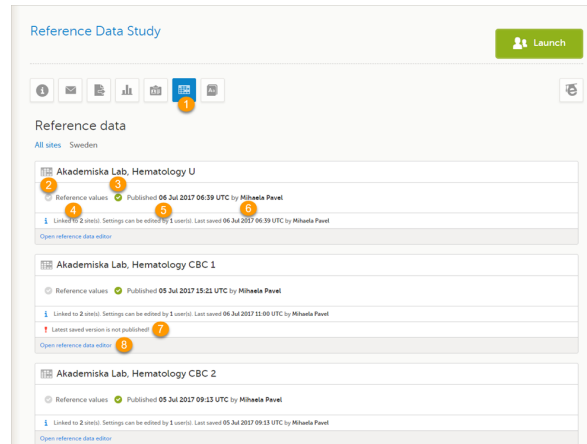 Reference Data Study
Launch
1
Reference data
All sites Sweden
Akademiska Lab, Hematology U
2 3
Reference values Published 06 Jul 2017 06:39 UTC by Mihaela Pavel
4 5 6
Linked to 2 site(s). Settings can be edited by 1 user(s). Last saved 06 Jul 2017 06:39 UTC by Mihaela Pavel
Open reference data editor
Akademiska Lab, Hematology CBC 1
Reference values Published 05 Jul 2017 15:21 UTC by Mihaela Pavel
Linked to 2 site(s). Settings can be edited by 1 user(s). Last saved 06 Jul 2017 11:00 UTC by Mihaela Pavel
Latest saved version is not published! 7
Open reference data editor 8
Akademiska Lab, Hematology CBC 2
Reference values Published 05 Jul 2017 09:13 UTC by Mihaela Pavel
Linked to 2 site(s). Settings can be edited by 1 user(s). Last saved 05 Jul 2017 09:13 UTC by Mihaela Pavel
Open reference data editor